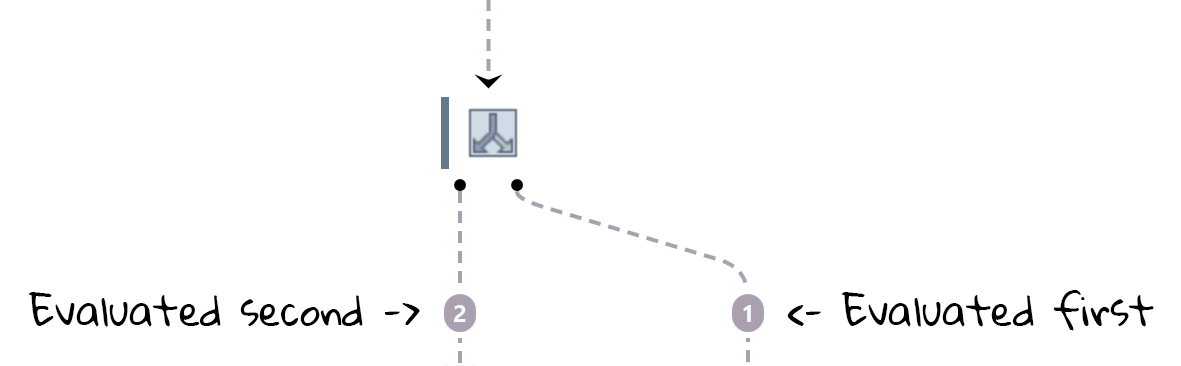 Evaluated second -> 2 1 <- Evaluated first